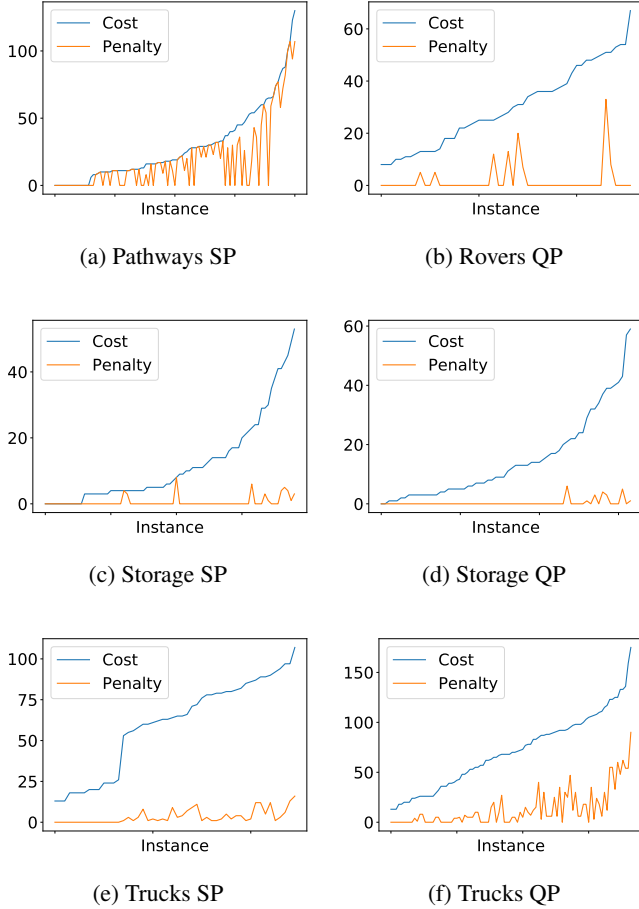 Cost
Penalty
100
50
0
Instance
(a) Pathways SP
Cost
Penalty
60
40
20
0
Instance
(b) Rovers QP
Cost
Penalty
40
20
0
Instance
(c) Storage SP
Cost
Penalty
60
40
20
0
Instance
(d) Storage QP
Cost
Penalty
100
75
50
25
0
Instance
(e) Trucks SP
Cost
Penalty
150
100
50
0
Instance
(f) Trucks QP